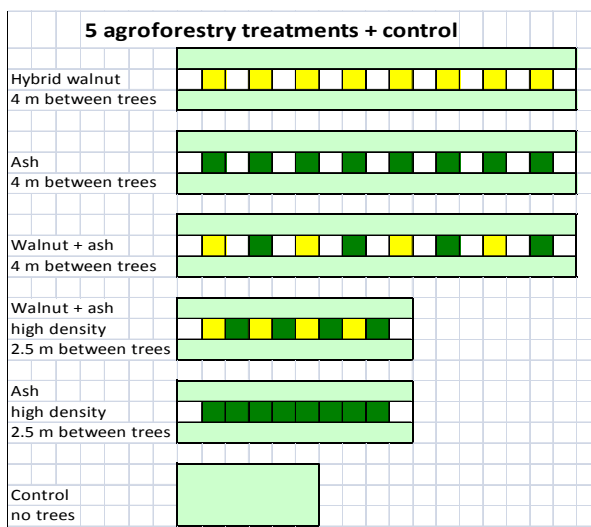 5 agroforestry treatments + control
Hybrid walnut
4 m between trees
Ash
4 m between trees
Walnut + ash
4 m between trees
Walnut + ash
high density
2.5 m between trees
Ash
high density
2.5 m between trees
Control
no trees